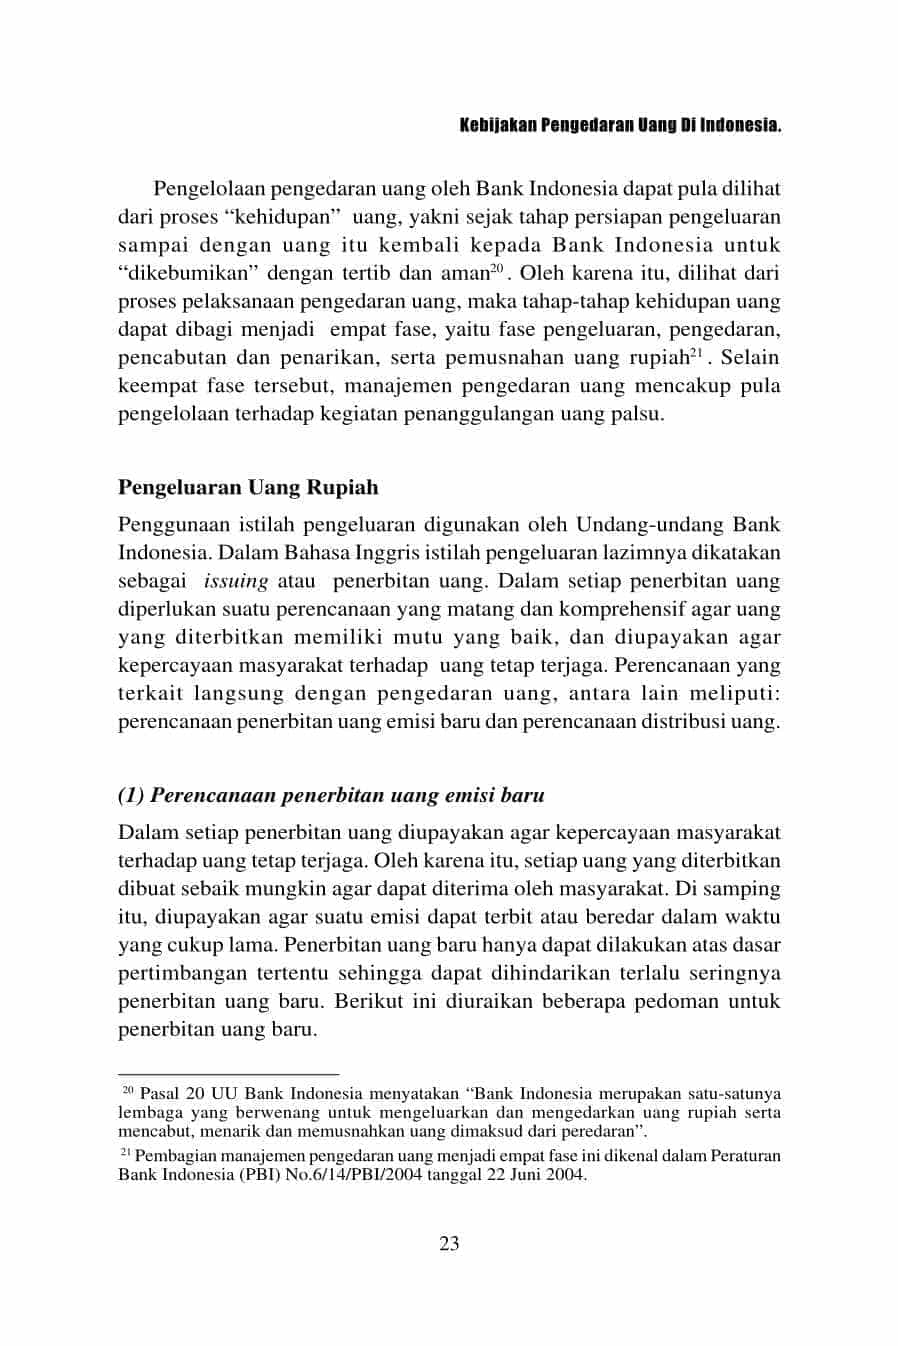 Kebijakan Pengedaran Uang Di Indonesia.
Pengelolaan pengedaran uang oleh Bank Indonesia dapat pula dilihat
dari proses “kehidupan” uang, yakni sejak tahap persiapan pengeluaran
sampai dengan uang itu kembali kepada Bank Indonesia untuk
“dikebumikan” dengan tertib dan aman20 . Oleh karena itu, dilihat dari
proses pelaksanaan pengedaran uang, maka tahap-tahap kehidupan uang
dapat dibagi menjadi empat fase, yaitu fase pengeluaran, pengedaran,
pencabutan dan penarikan, serta pemusnahan uang rupiah21 . Selain
keempat fase tersebut, manajemen pengedaran uang mencakup pula
pengelolaan terhadap kegiatan penanggulangan uang palsu.
Pengeluaran Uang Rupiah
Penggunaan istilah pengeluaran digunakan oleh Undang-undang Bank
Indonesia. Dalam Bahasa Inggris istilah pengeluaran lazimnya dikatakan
sebagai issuing atau penerbitan uang. Dalam setiap penerbitan uang
diperlukan suatu perencanaan yang matang dan komprehensif agar uang
yang diterbitkan memiliki mutu yang baik, dan diupayakan agar
kepercayaan masyarakat terhadap uang tetap terjaga. Perencanaan yang
terkait langsung dengan pengedaran uang, antara lain meliputi:
perencanaan penerbitan uang emisi baru dan perencanaan distribusi uang.
(1) Perencanaan penerbitan uang emisi baru
Dalam setiap penerbitan uang diupayakan agar kepercayaan masyarakat
terhadap uang tetap terjaga. Oleh karena itu, setiap uang yang diterbitkan
dibuat sebaik mungkin agar dapat diterima oleh masyarakat. Di samping
itu, diupayakan agar suatu emisi dapat terbit atau beredar dalam waktu
yang cukup lama. Penerbitan uang baru hanya dapat dilakukan atas dasar
pertimbangan tertentu sehingga dapat dihindarikan terlalu seringnya
penerbitan uang baru. Berikut ini diuraikan beberapa pedoman untuk
penerbitan uang baru.
20 Pasal 20 UU Bank Indonesia menyatakan “Bank Indonesia merupakan satu-satunya
lembaga yang berwenang untuk mengeluarkan dan mengedarkan uang rupiah serta
mencabut, menarik dan memusnahkan uang dimaksud dari peredaran”.
21 Pembagian manajemen pengedaran uang menjadi empat fase ini dikenal dalam Peraturan
Bank Indonesia (PBI) No.6/14/PBI/2004 tanggal 22 Juni 2004.
23